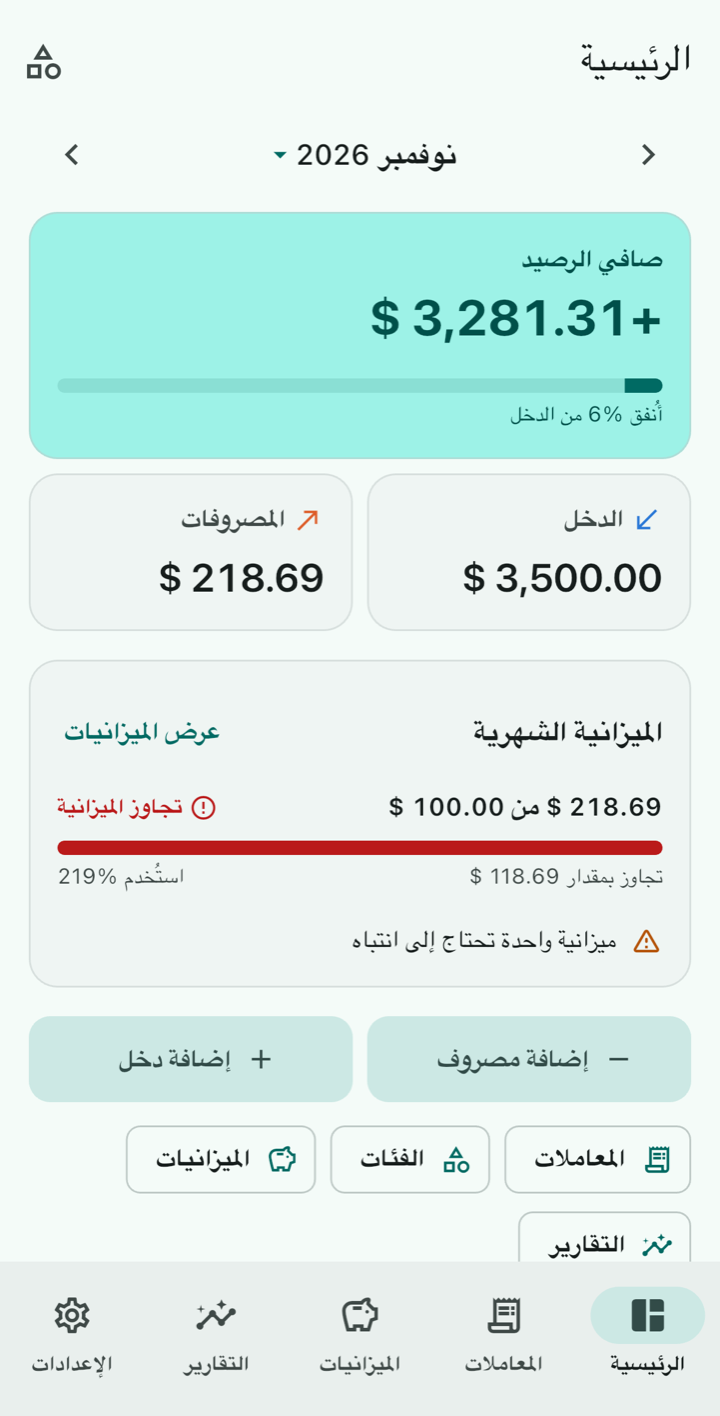 الرئيسية
نوفمبر 2026
صافي الرصيد
+3,281.31 $
أُنفق 6% من الدخل
الدخل
3,500.00 $
المصروفات
218.69 $
الميزانية الشهرية
عرض الميزانيات
218.69 $ من 100.00 $
تجاوز الميزانية
تجاوز بمقدار 118.69 $
استُخدم 219%
ميزانية واحدة تحتاج إلى انتباه
إضافة مصروف
إضافة دخل
المعاملات
الفئات
الميزانيات
التقارير
الرئيسية
المعاملات
الميزانيات
التقارير
الإعدادات